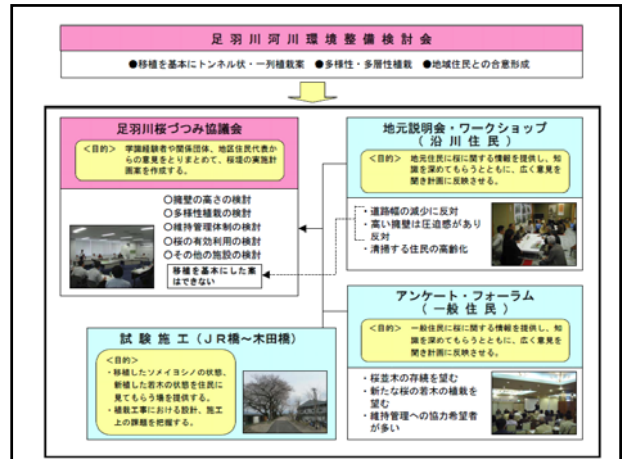 足羽川河川環境整備検討会
●移植を基本にトンネル状・一列植栽案 ●多様性・多層性植栽 ●地域住民との合意形成
足羽川桜づつみ協議会
<目的> 学識経験者や関係団体、地区住民代表か
らの意見をとりまとめて、桜堤の実施計
画案を作成する。
○擁壁の高さの検討
○多様性植栽の検討
○維持管理体制の検討
○桜の有効利用の検討
○その他の施設の検討
移植を基本にした案
はできない
地元説明会・ワークショップ
(沿川住民)
<目的> 地元住民に桜に関する情報を提供し、知
識を深めてもらうとともに、広く意見を
聞き計画に反映させる。
・道路幅の減少に反対
・高い擁壁は圧迫感があり
反対
・清掃する住民の高齢化
試験施工(JR橋~木田橋)
<目的>
・移植したソメイヨシノの状態、
新植した若木の状態を住民に
見てもらう場を提供する。
・植栽工事における設計、施工
上の課題を把握する。
アンケート・フォーラム
(一般住民)
<目的> 一般住民に桜に関する情報を提供し、知
識を深めてもらうとともに、広く意見を
聞き計画に反映させる。
・桜並木の存続を望む
・新たな桜の若木の植栽を
望む
・維持管理への協力希望者
が多い